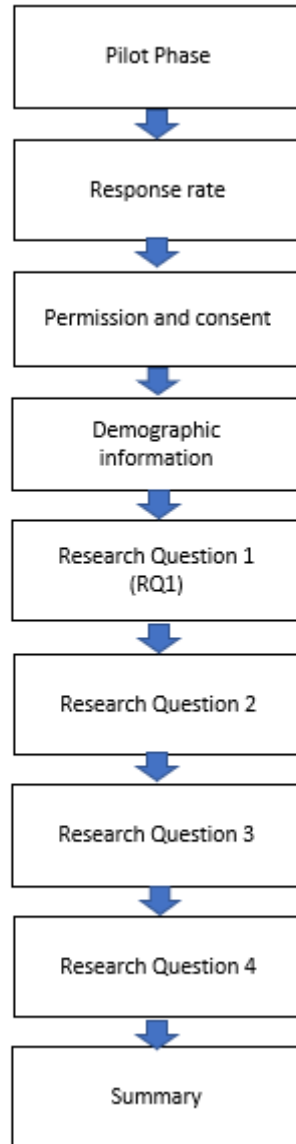 Pilot Phase
Response rate
Permission and consent
Demographic
information
Research Question 1
(RQ1)
Research Question 2
Research Question 3
Research Question 4
Summary